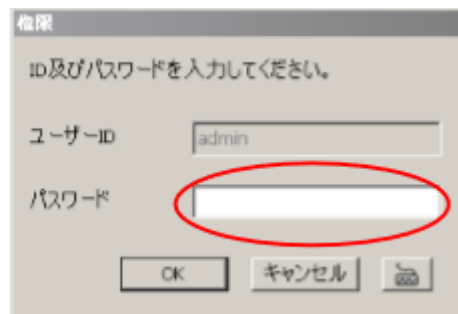 権限
ID及びパスワードを入力してください。
ユーザーID
admin
パスワード
OK
キャンセル